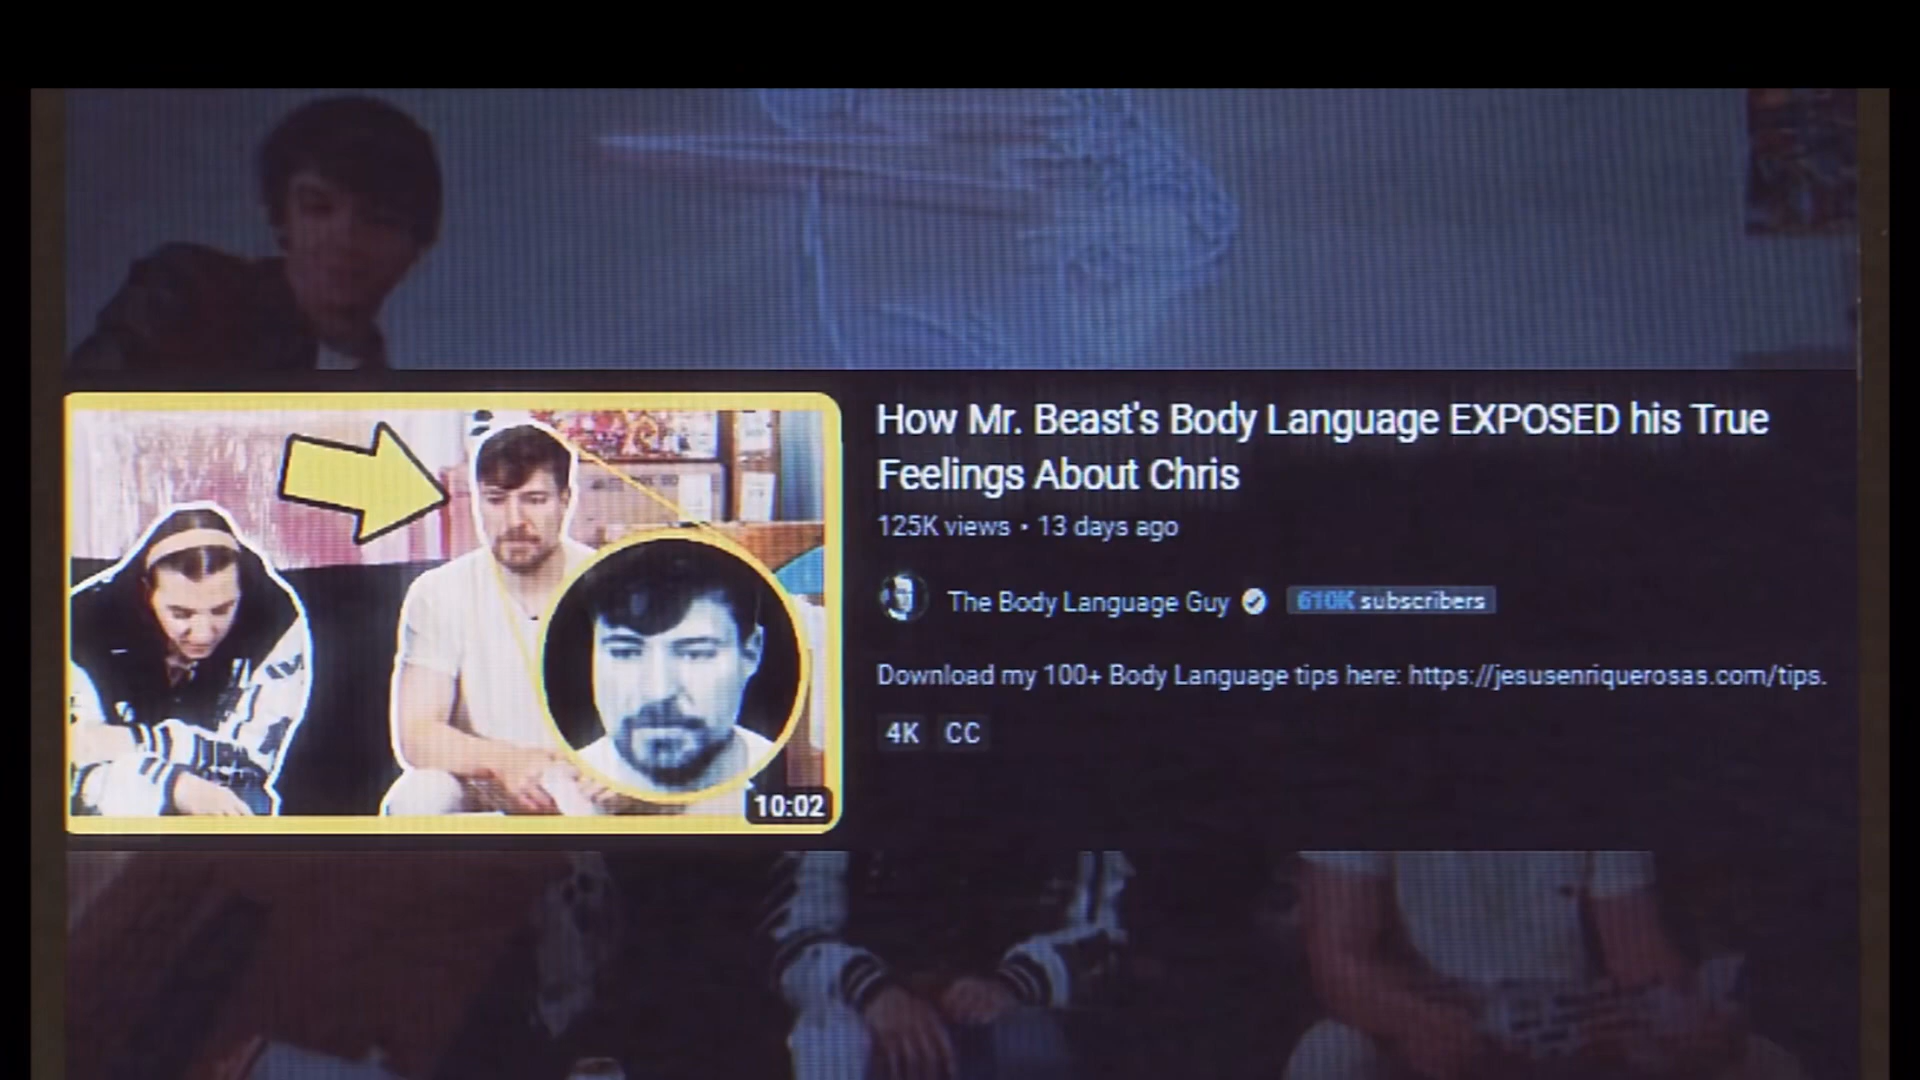 How Mr. Beast's Body Language EXPOSED his True
Feelings About Chris
125K views • 13 days ago
The Body Language Guy
610K subscribers
Download my 100+ Body Language tips here: https://jesusenriquerosas.com/tips.
4K CC
10:02